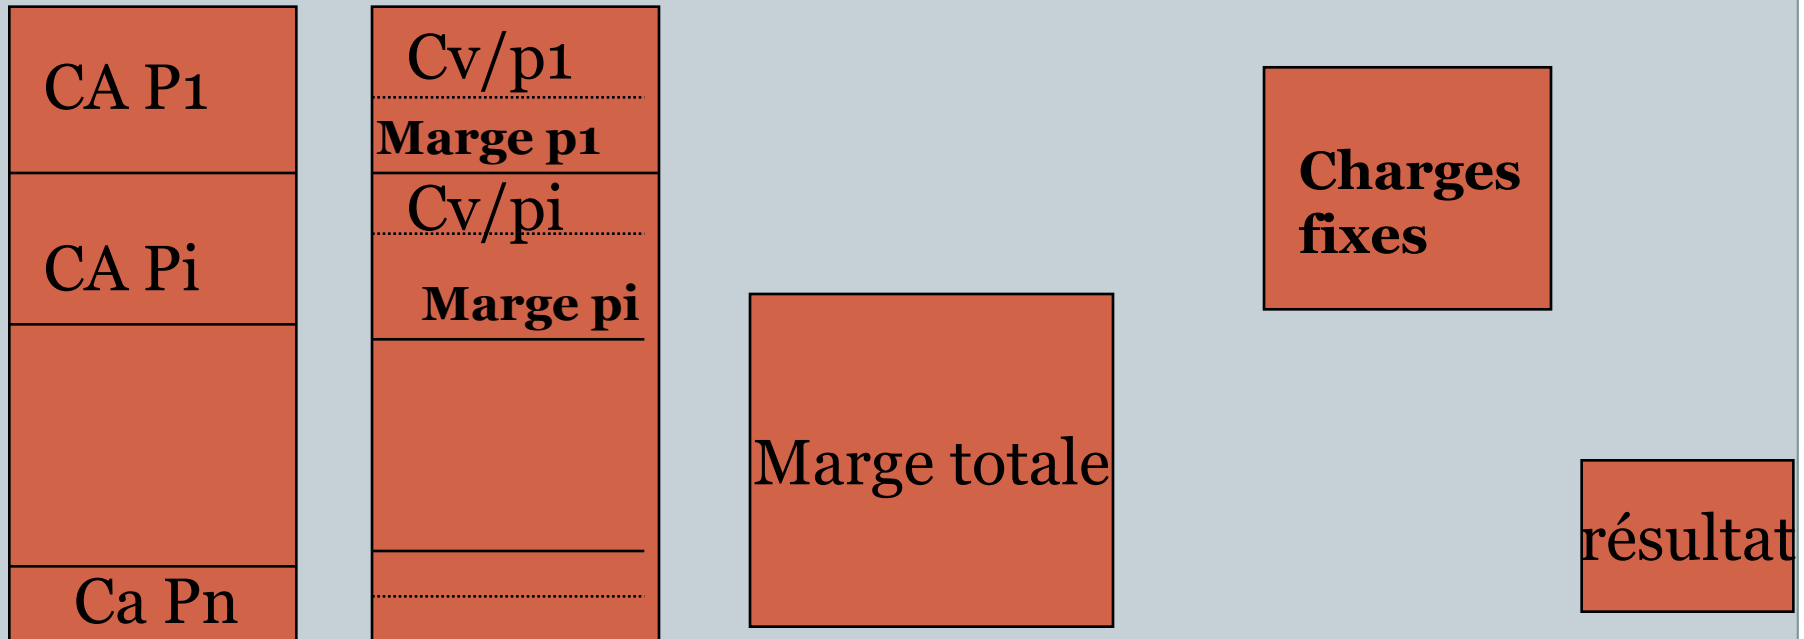 CA P1
CA Pi
Ca Pn
Cv/p1
Marge p1
Cv/pi
Marge pi
Marge totale
Charges
fixes
résultat